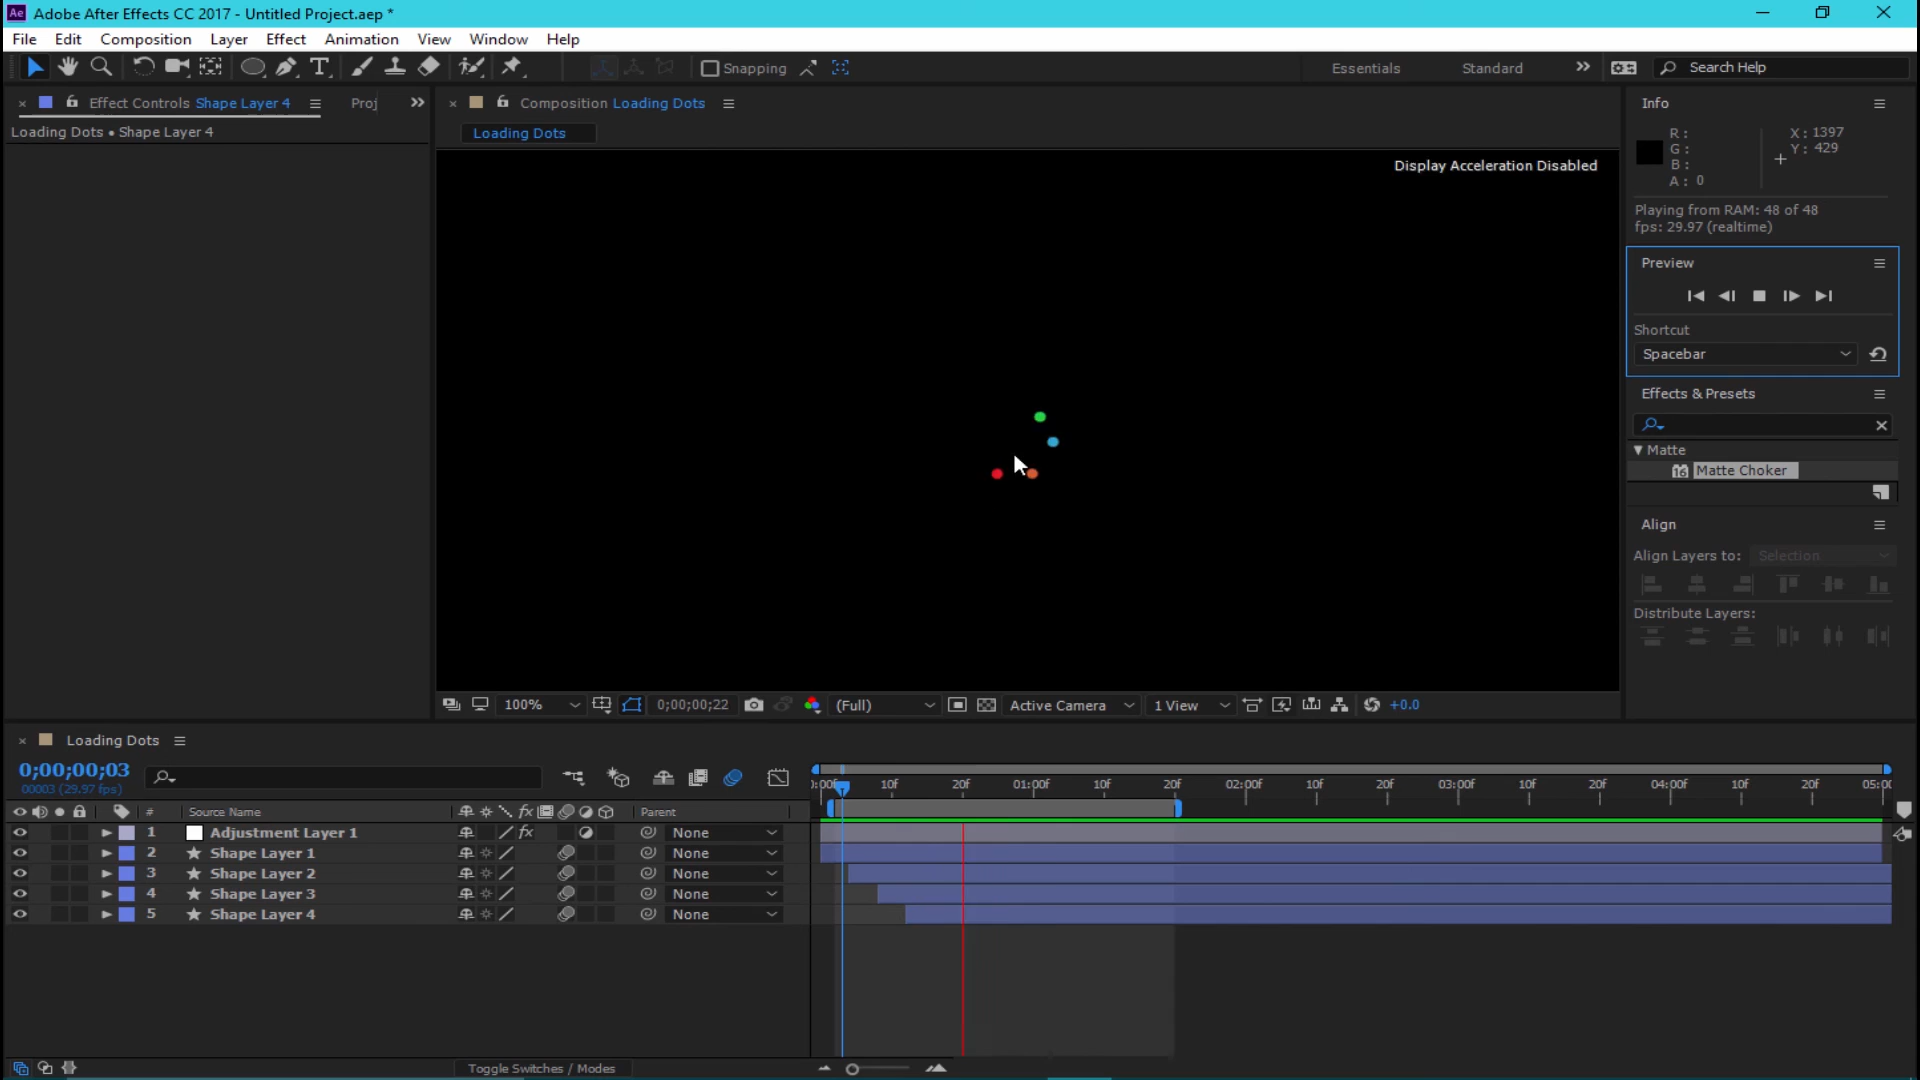 Ae Adobe After Effects CC 2017 - Untitled Project.aep *
File Edit Composition Layer Effect Animation View Window Help
Snapping
Essentials Standard
Search Help
Effect Controls Shape Layer 4
Loading Dots • Shape Layer 4
Composition Loading Dots
Loading Dots
Display Acceleration Disabled
Info
R :
G :
B :
A : 0
X : 1397
Y : 429
Playing from RAM: 48 of 48
fps: 29.97 (realtime)
Preview
Shortcut
Spacebar
Effects & Presets
Matte
16 Matte Choker
Align
Align Layers to: Selection
Distribute Layers:
100%
0;00;00;22
(Full)
Active Camera
1 View
+0.0
Loading Dots
0;00;00;03
00003 (29.97 fps)
10f 20f 01:00f 10f 20f 02:00f 10f 20f 03:00f 10f 20f 04:00f 10f 20f
# Source Name fx Parent
1 Adjustment Layer 1 fx None
2 Shape Layer 1 None
3 Shape Layer 2 None
4 Shape Layer 3 None
5 Shape Layer 4 None
Toggle Switches / Modes